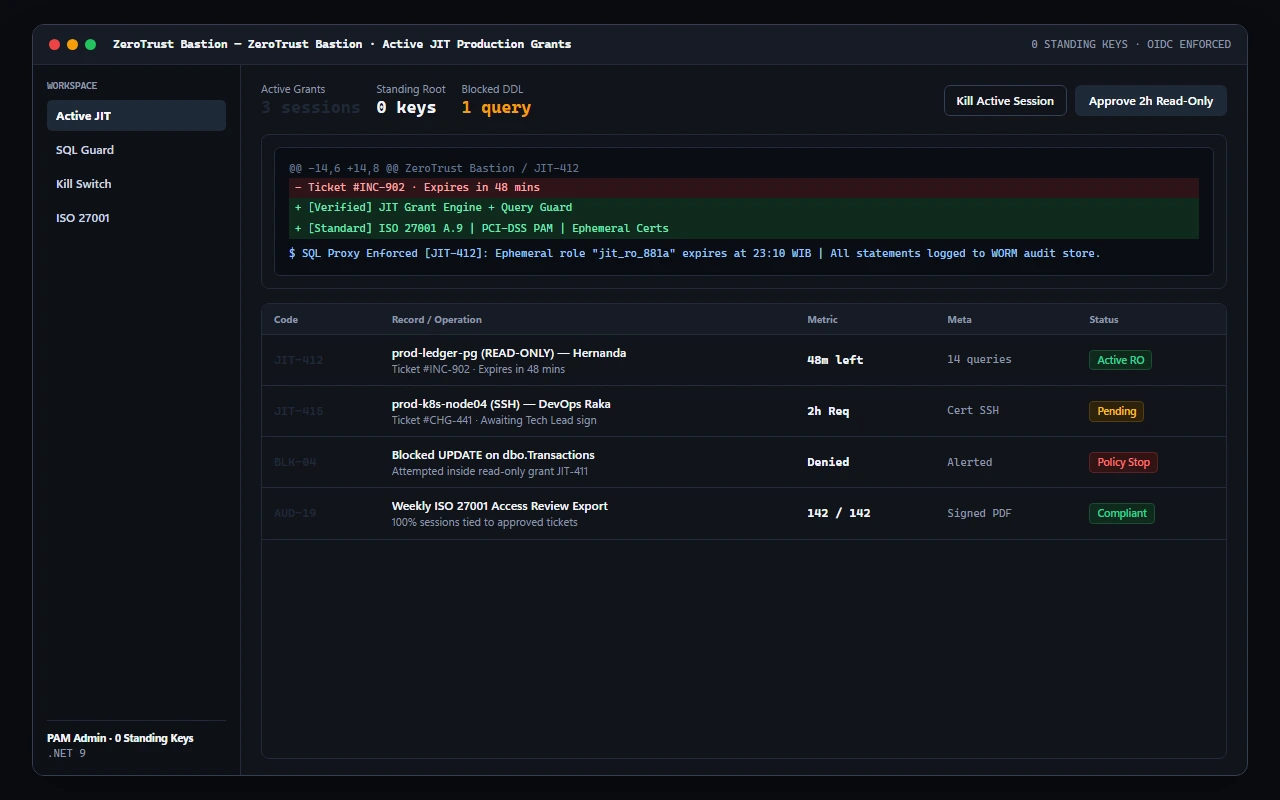 ZeroTrust Bastion — ZeroTrust Bastion · Active JIT Production Grants
0 STANDING KEYS · OIDC ENFORCED
WORKSPACE
Active JIT
SQL Guard
Kill Switch
ISO 27001
PAM Admin · 0 Standing Keys
.NET 9
Active Grants
3 sessions
Standing Root
0 keys
Blocked DDL
1 query
Kill Active Session
Approve 2h Read-Only
@@ -14,6 +14,8 @@ ZeroTrust Bastion / JIT-412
- Ticket #INC-902 · Expires in 48 mins
+ [Verified] JIT Grant Engine + Query Guard
+ [Standard] ISO 27001 A.9 | PCI-DSS PAM | Ephemeral Certs
$ SQL Proxy Enforced [JIT-412]: Ephemeral role "jit_ro_881a" expires at 23:10 WIB | All statements logged to WORM audit store.
Code Record / Operation Metric Meta Status
JIT-412 prod-ledger-pg (READ-ONLY) — Hernanda 48m left 14 queries Active RO
Ticket #INC-902 · Expires in 48 mins
JIT-415 prod-k8s-node04 (SSH) — DevOps Raka 2h Req Cert SSH Pending
Ticket #CHG-441 · Awaiting Tech Lead sign
BLK-04 Blocked UPDATE on dbo.Transactions Denied Alerted Policy Stop
Attempted inside read-only grant JIT-411
AUD-19 Weekly ISO 27001 Access Review Export 142 / 142 Signed PDF Compliant
100% sessions tied to approved tickets